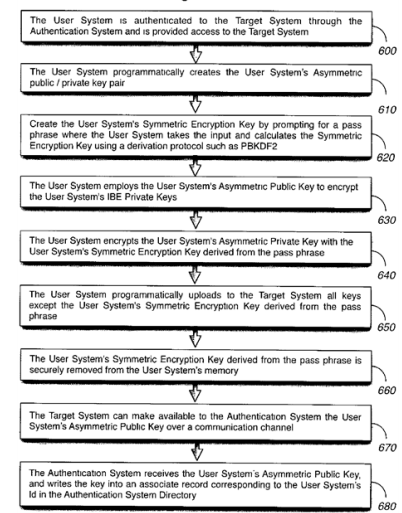 The User System is authenticated to the Target System through the
Authentication System and is provided access to the Target System
600
The User System programmatically creates the User's System's Asymmetric
public / private key pair
610
Create the User System's Symmetric Encryption Key by prompting for a pass
phrase where the User System takes the input and calculates the Symmetric
Encryption Key using a derivation protocol such as PBKDF2
620
The User System employs the User's System's Asymmetric Public Key to encrypt
the User System's IBE Private Keys
630
The User System encrypts the User's System's Asymmetric Private Key with the
User System's Symmetric Encryption Key derived from the pass phrase
640
The User System programmatically uploads to the Target System all keys
except the User System's Symmetric Encryption Key derived from the pass
phrase
650
The User System's Symmetric Encryption Key derived from the pass phrase is
securely removed from the User System's memory
660
The Target System can make available to the Authentication System the User
System's Asymmetric Public Key over a communication channel
670
The Authentication System receives the User System's Asymmetric Public Key,
and writes the key into an associate record corresponding to the User System's
Id in the Authentication System Directory
680